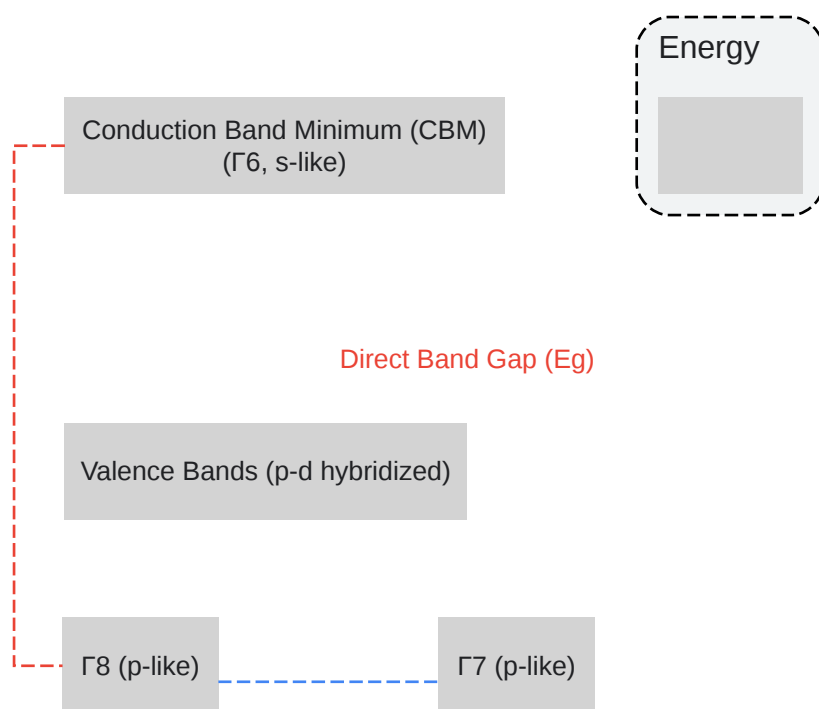 Energy
Conduction Band Minimum (CBM)
(Γ6, s-like)
Direct Band Gap (Eg)
Valence Bands (p-d hybridized)
Γ8 (p-like)
Γ7 (p-like)